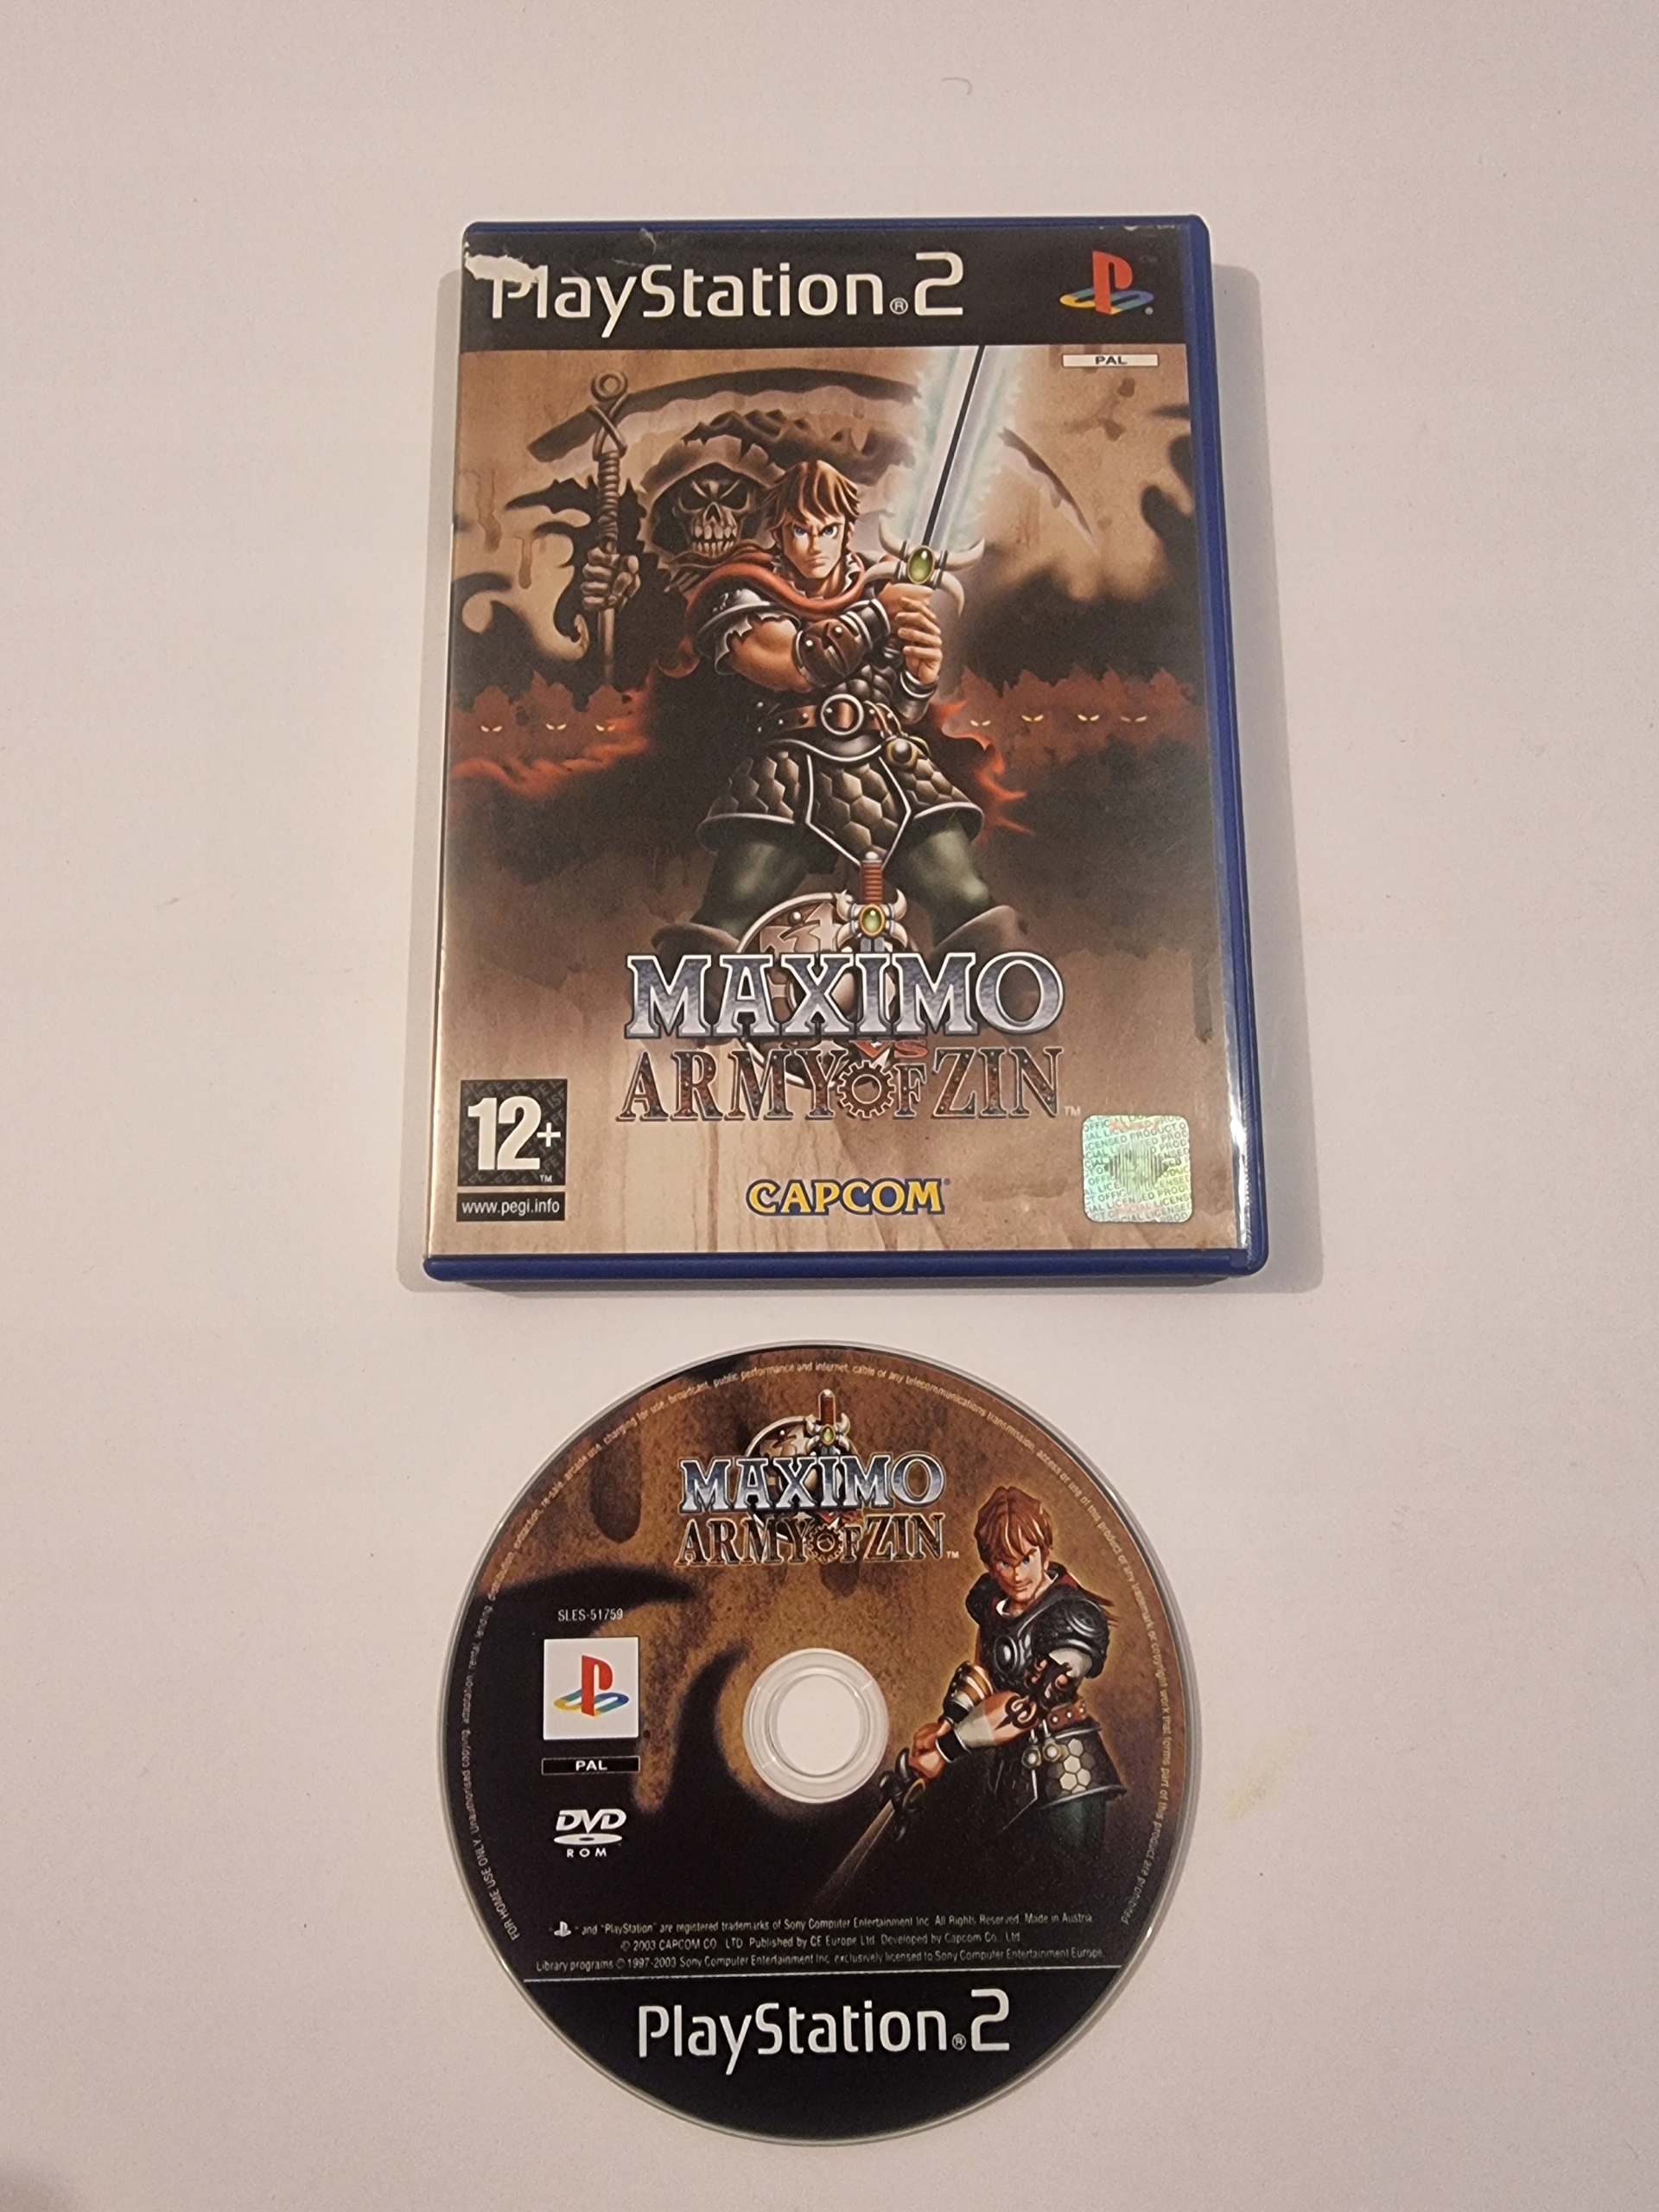 PlayStation®2
PAL
MAXIMO
VS
ARMY OF ZIN™
12+
™
www.pegi.info
CAPCOM
OFFICIAL LICENSED PRODUCT
MAXIMO
VS
ARMY OF ZIN™
SLES-51759
PAL
DVD
ROM
FOR HOME USE ONLY. Unauthorised copying, adaptation, rental, lending, distribution, extraction, re-sale, arcade use, charging for use, broadcast, public performance and internet, cable or any telecommunications transmission, access or use of this product or any trademark or copyright work that forms part of this product are prohibited
" " and "PlayStation" are registered trademarks of Sony Computer Entertainment Inc. All Rights Reserved. Made in Austria
© 2003 CAPCOM CO., LTD. Published by CE Europe Ltd. Developed by Capcom Co., Ltd.
Library programs © 1997-2003 Sony Computer Entertainment Inc. exclusively licensed to Sony Computer Entertainment Europe.
PlayStation®2